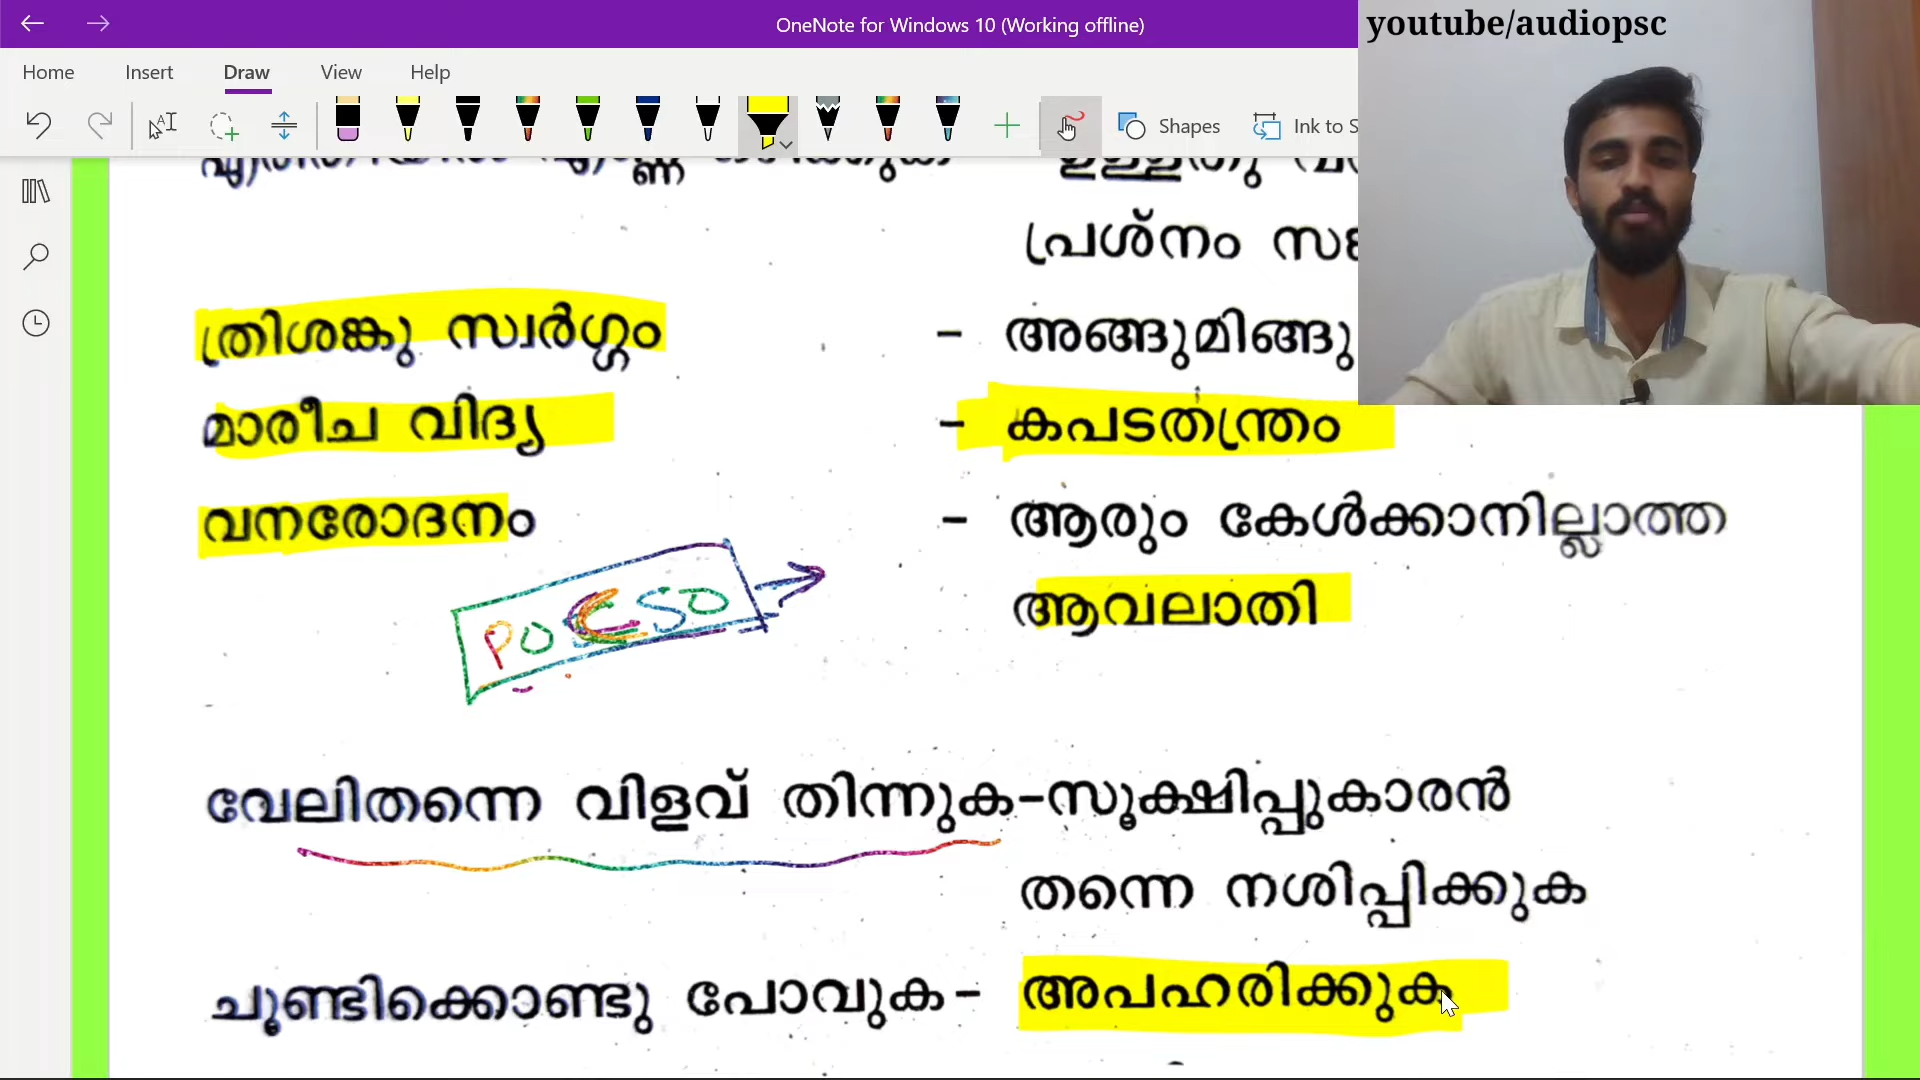 OneNote for Windows 10 (Working offline)
youtube/audiopsc
Home Insert Draw View Help
Shapes Ink to S
പ്രശ്നം
ത്രിശങ്കു സ്വർഗ്ഗം - അങ്ങുമിങ്ങു
മാരീച വിദ്യ - കപടതന്ത്രം
വനരോദനം - ആരും കേൾക്കാനില്ലാത്ത
ആവലാതി
POCSO
വേലിതന്നെ വിളവ് തിന്നുക-സൂക്ഷിപ്പുകാരൻ
തന്നെ നശിപ്പിക്കുക
ചൂണ്ടിക്കൊണ്ടു പോവുക- അപഹരിക്കുക